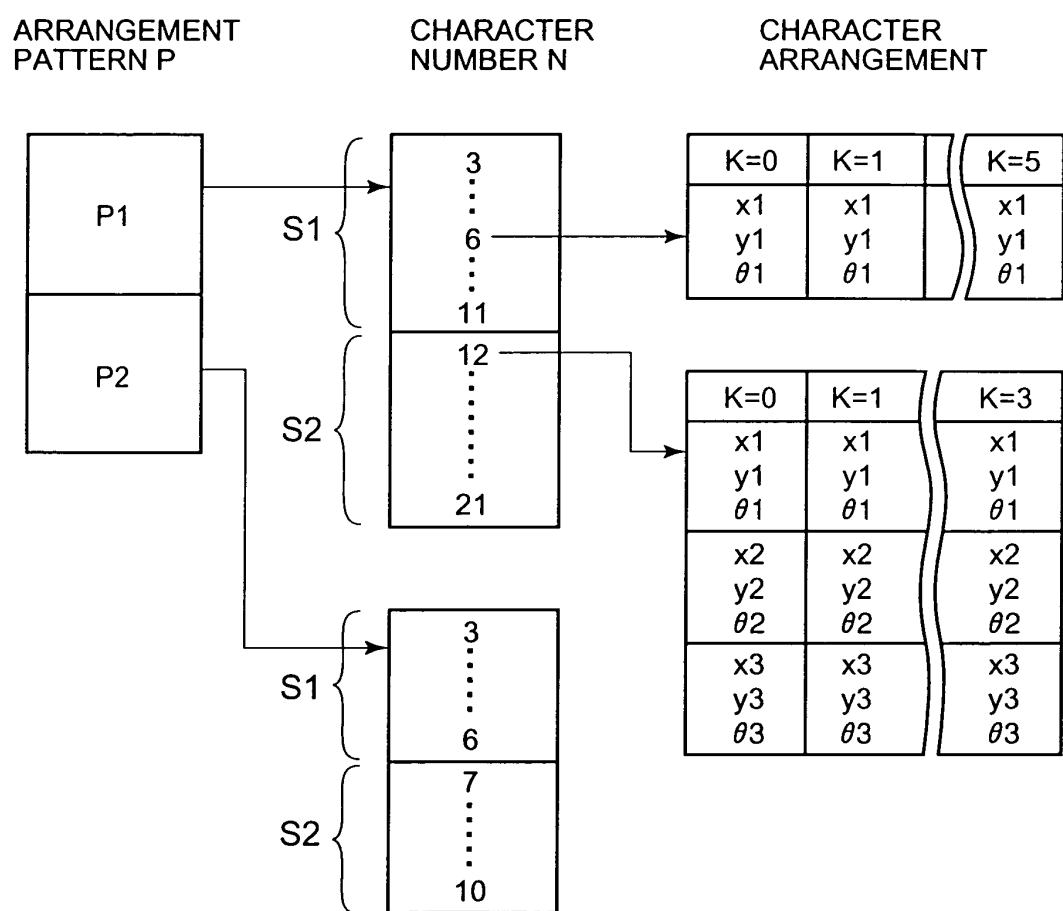 ARRANGEMENT
PATTERN P
CHARACTER
NUMBER N
CHARACTER
ARRANGEMENT
P1
P2
S1
3
6
11
S2
12
21
S1
3
6
S2
7
10
K=0 K=1 K=5
x1 x1 x1
y1 y1 y1
θ1 θ1 θ1
K=0 K=1 K=3
x1 x1 x1
y1 y1 y1
θ1 θ1 θ1
x2 x2 x2
y2 y2 y2
θ2 θ2 θ2
x3 x3 x3
y3 y3 y3
θ3 θ3 θ3